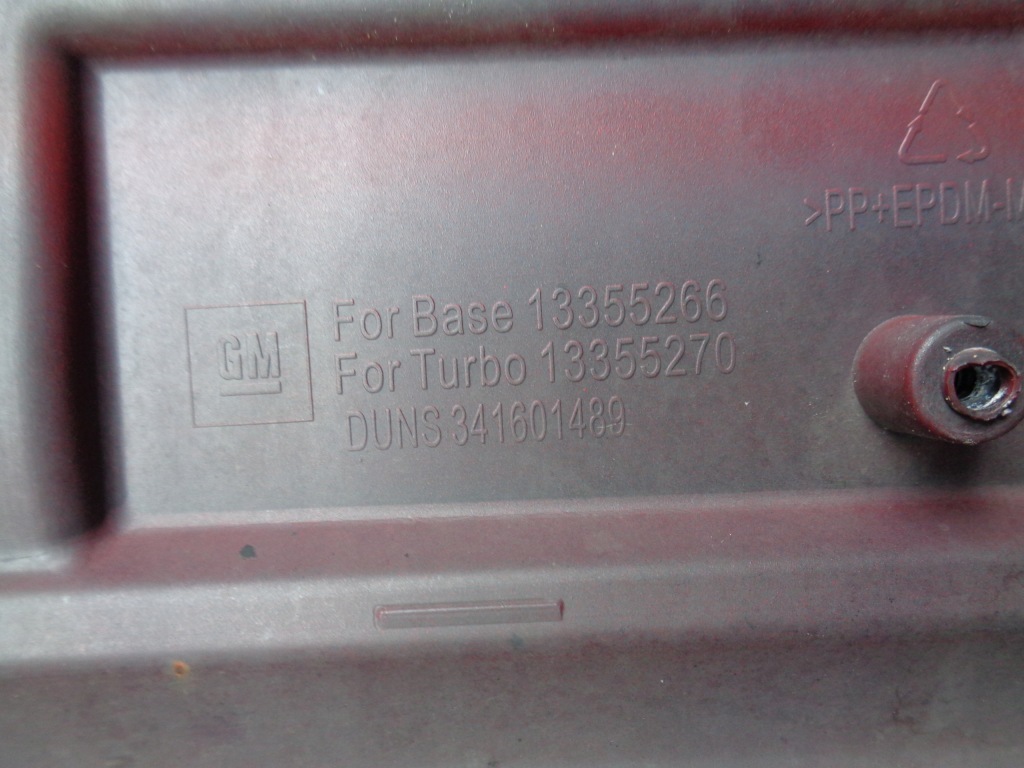 >PP+EPDM-M
GM
For Base 13355266
For Turbo 13355270
DUNS 341601489